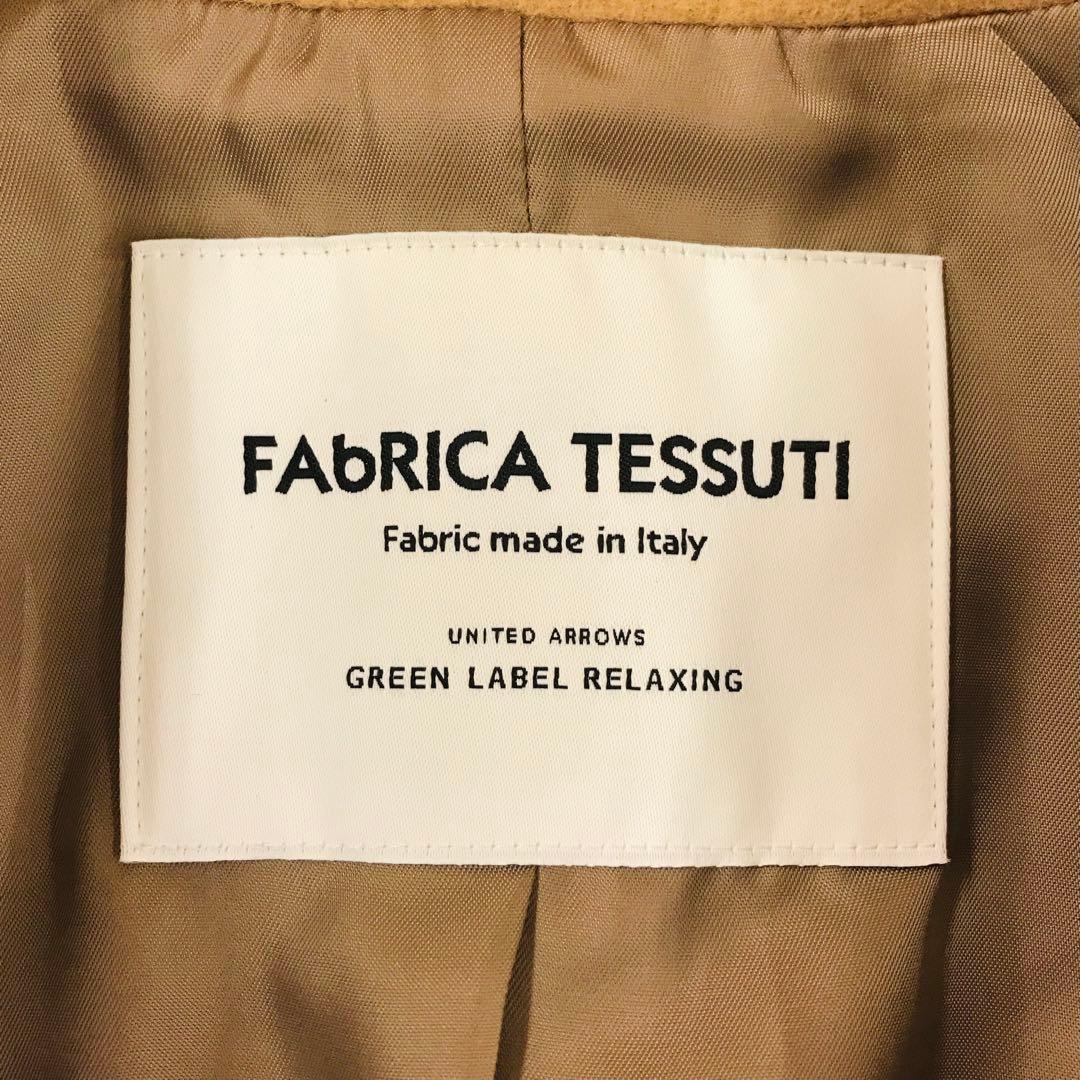 FAbRICA TESSUTI
Fabric made in Italy
UNITED ARROWS
GREEN LABEL RELAXING